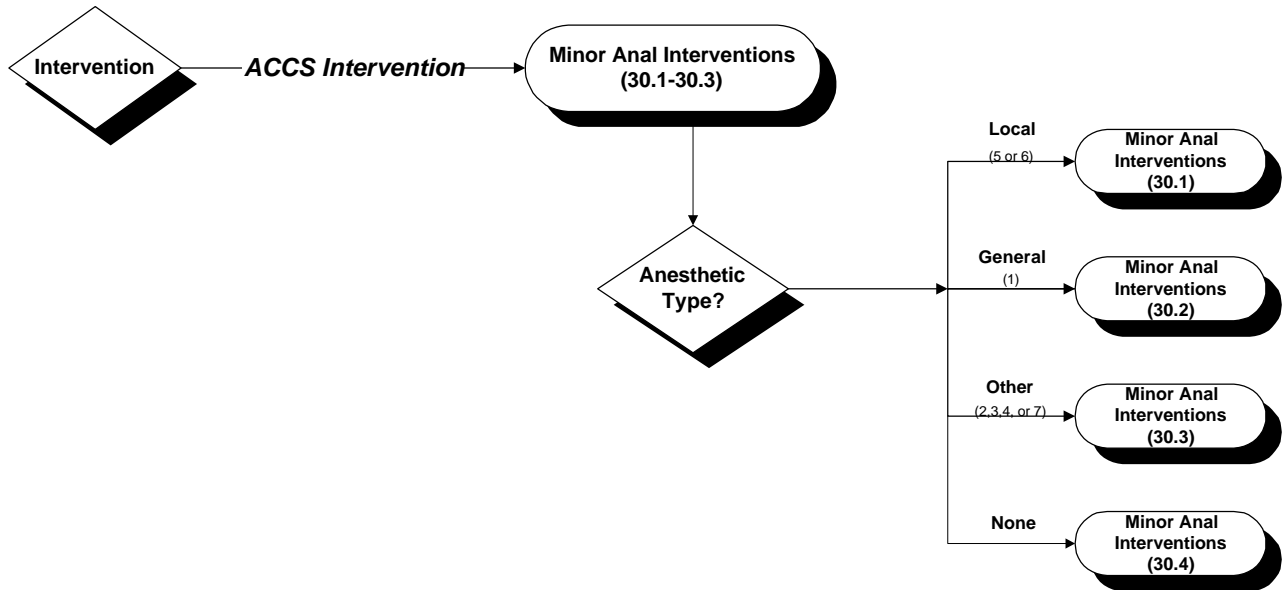 Intervention
ACCS Intervention
Minor Anal Interventions
(30.1-30.3)
Anesthetic
Type?
Local
(5 or 6)
Minor Anal
Interventions
(30.1)
General
(1)
Minor Anal
Interventions
(30.2)
Other
(2,3,4, or 7)
Minor Anal
Interventions
(30.3)
None
Minor Anal
Interventions
(30.4)